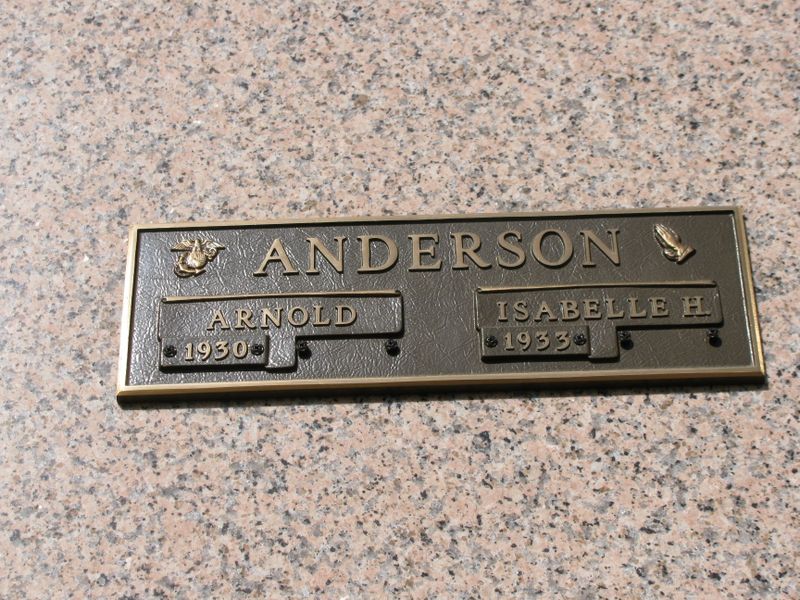 ANDERSON
ARNOLD
1930
ISABELLE H.
1933